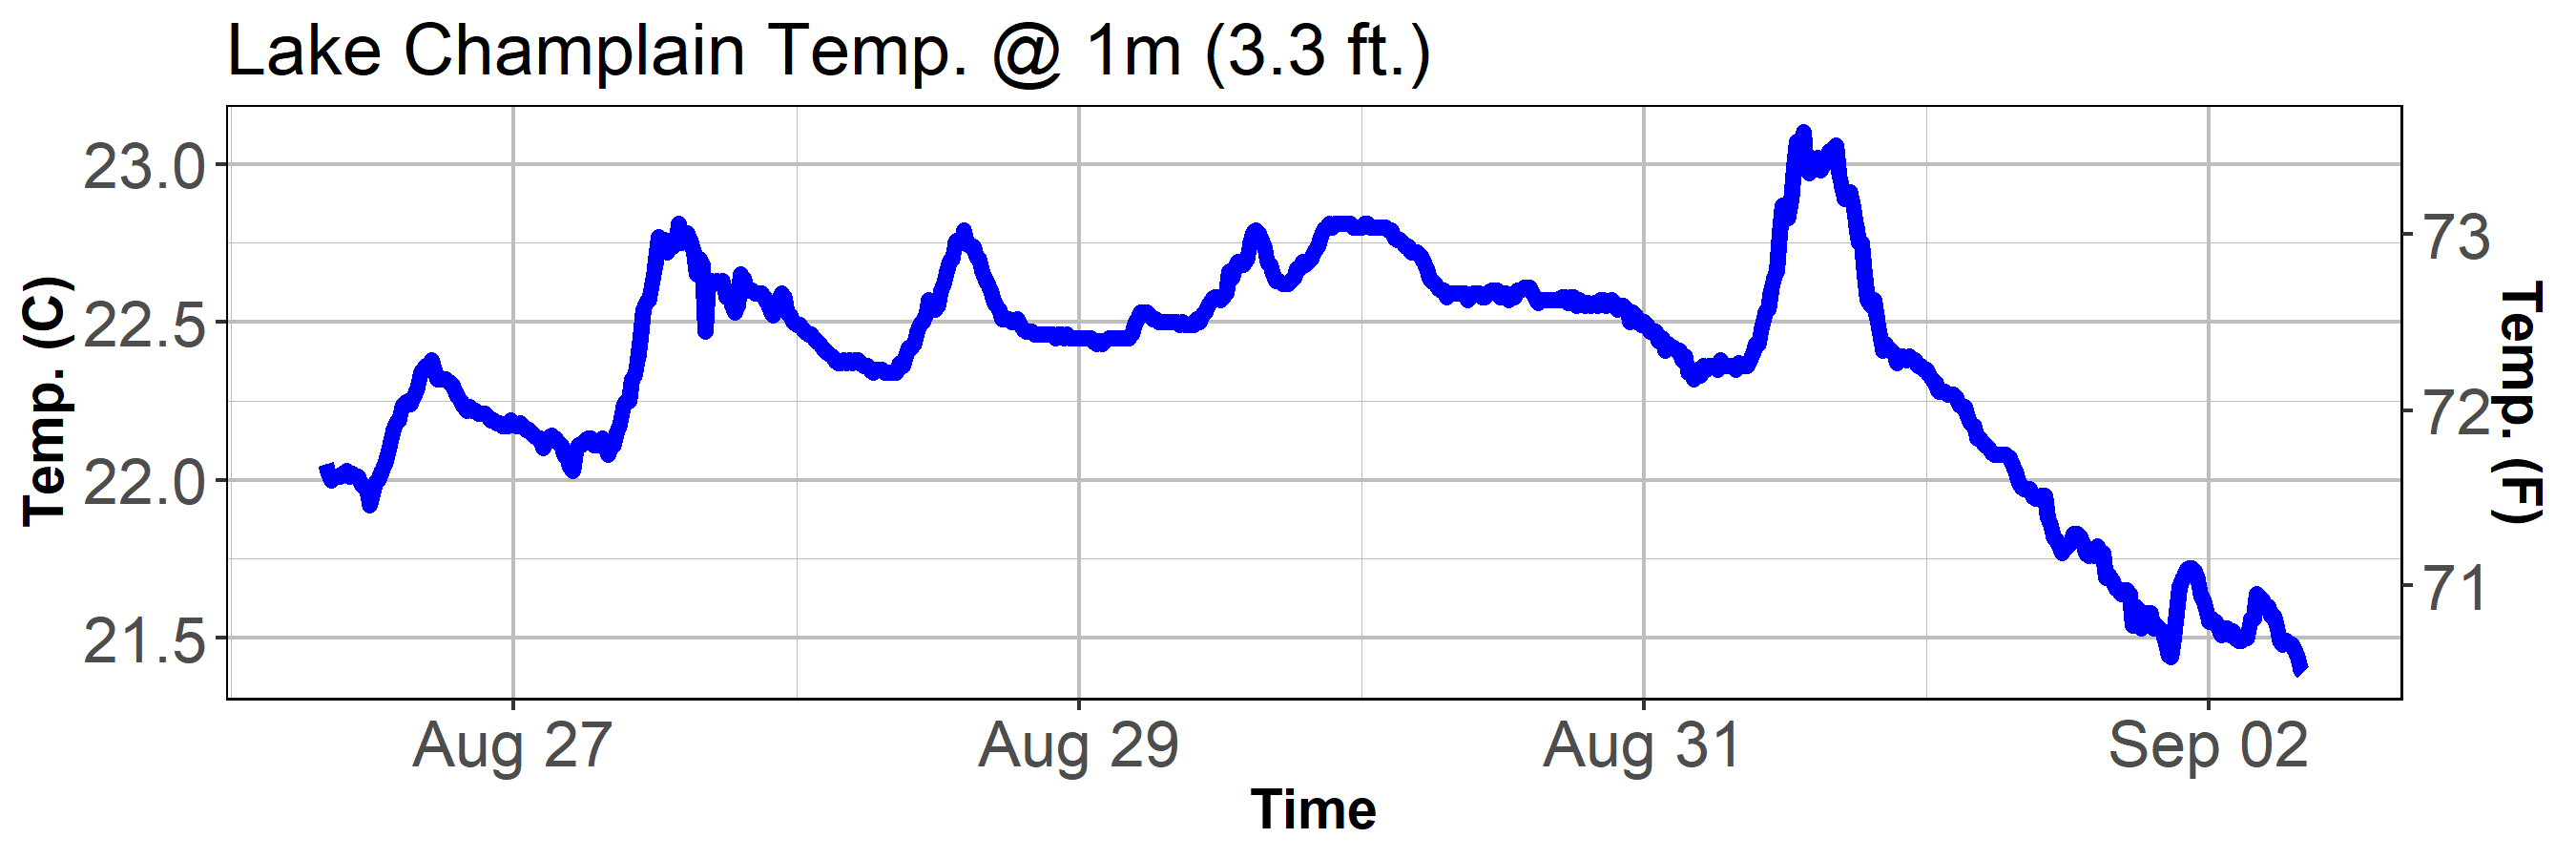 Lake Champlain Temp. @ 1m (3.3 ft.)
Temp. (C)
23.0
22.5
22.0
21.5
73
72
71
Temp. (F)
Aug 27
Aug 29
Aug 31
Sep 02
Time